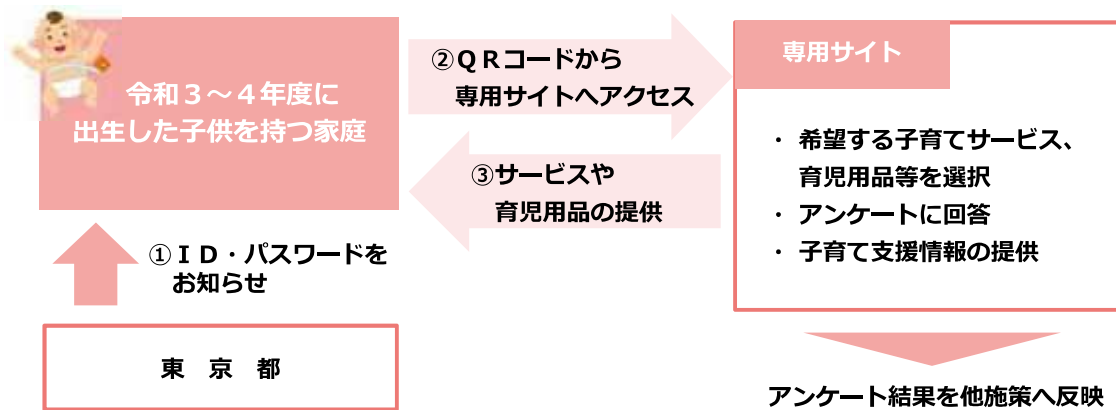 令和３～４年度に
出生した子供を持つ家庭
②ＱＲコードから
専用サイトへアクセス
③サービスや
育児用品の提供
①ＩＤ・パスワードを
お知らせ
東　京　都
専用サイト
・ 希望する子育てサービス、
育児用品等を選択
・ アンケートに回答
・ 子育て支援情報の提供
アンケート結果を他施策へ反映